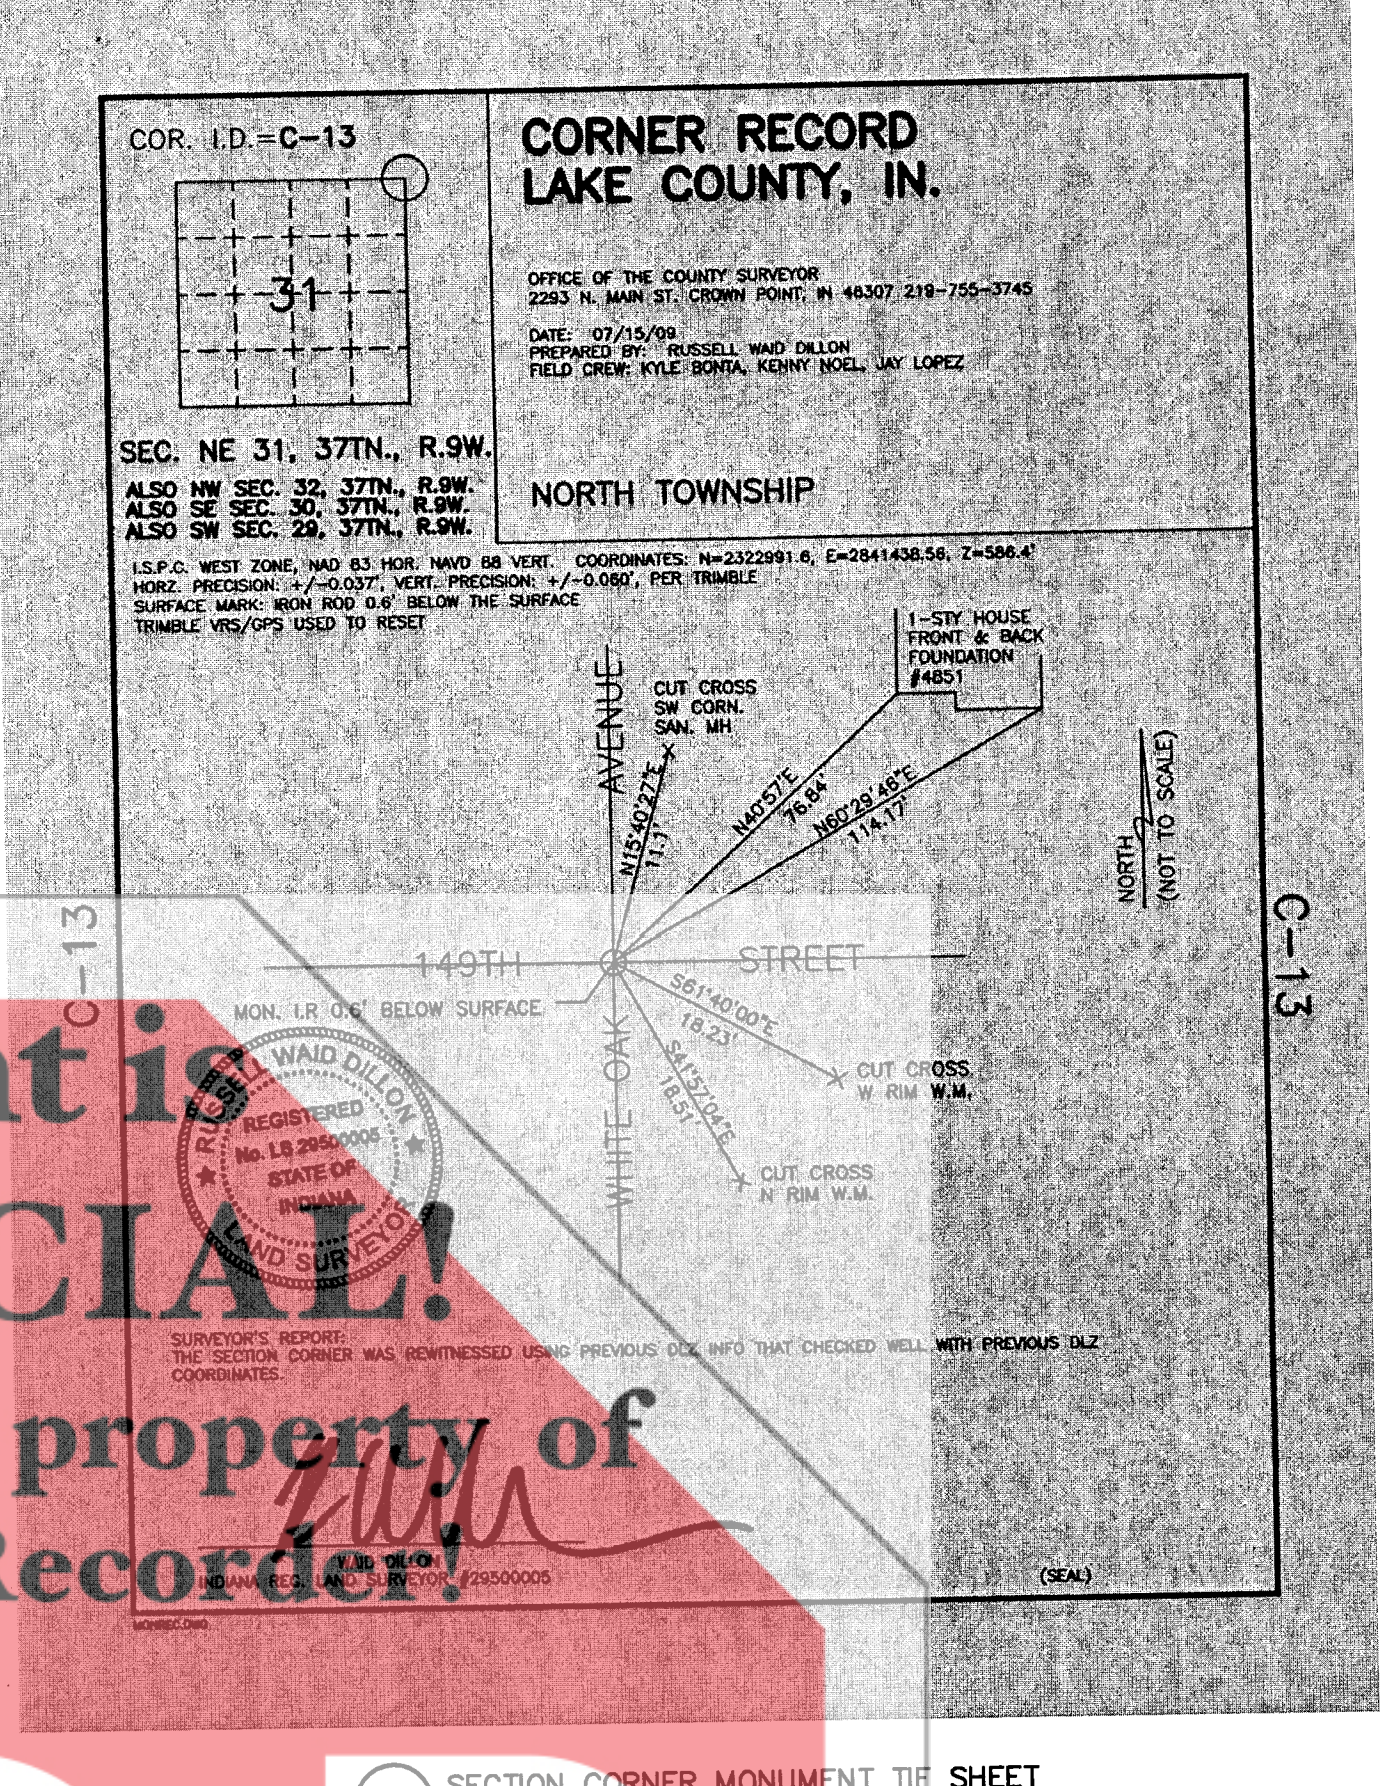 COR. I.D.=C-13
31
CORNER RECORD
LAKE COUNTY, IN.
OFFICE OF THE COUNTY SURVEYOR
2293 N. MAIN ST. CROWN POINT, IN 46307 219-755-3745
DATE: 07/15/09
PREPARED BY: RUSSELL WAID DILLON
FIELD CREW: KYLE BONTA, KENNY NOEL, JAY LOPEZ
SEC. NE 31, 37TN., R.9W.
ALSO NW SEC. 32, 37TN., R.9W.
ALSO SE SEC. 30, 37TN., R.9W.
ALSO SW SEC. 29, 37TN., R.9W.
NORTH TOWNSHIP
I.S.P.C. WEST ZONE, NAD 83 HOR. NAVD 88 VERT. COORDINATES: N=2322991.6, E=2841438.56, Z=586.4'
HORZ. PRECISION: +/-0.037', VERT. PRECISION: +/-0.060', PER TRIMBLE
SURFACE MARK: IRON ROD 0.6' BELOW THE SURFACE
TRIMBLE VRS/GPS USED TO RESET
1-STY HOUSE
FRONT & BACK
FOUNDATION
#4851
AVENUE
CUT CROSS
SW CORN.
SAN. MH
N15°40'27"E
11.1'
N40°57'E
76.84'
N60°29'46"E
114.17'
NORTH
(NOT TO SCALE)
C-13
C-13
149TH STREET
MON. I.R 0.6' BELOW SURFACE
S61°40'00"E
18.23'
CUT CROSS
W RIM W.M.
S41°57'04"E
18.51'
CUT CROSS
N RIM W.M.
WHITE OAK
RUSSELL WAID DILLON
REGISTERED
No. LS 29500005
STATE OF
INDIANA
LAND SURVEYOR
nt is
CIAL!
SURVEYOR'S REPORT:
THE SECTION CORNER WAS REWITNESSED USING PREVIOUS DLZ INFO THAT CHECKED WELL WITH PREVIOUS DLZ
COORDINATES.
property of
Recorder!
WAID DILLON
INDIANA REG. LAND SURVEYOR #29500005
(SEAL)
SECTION CORNER MONUMENT TIE SHEET